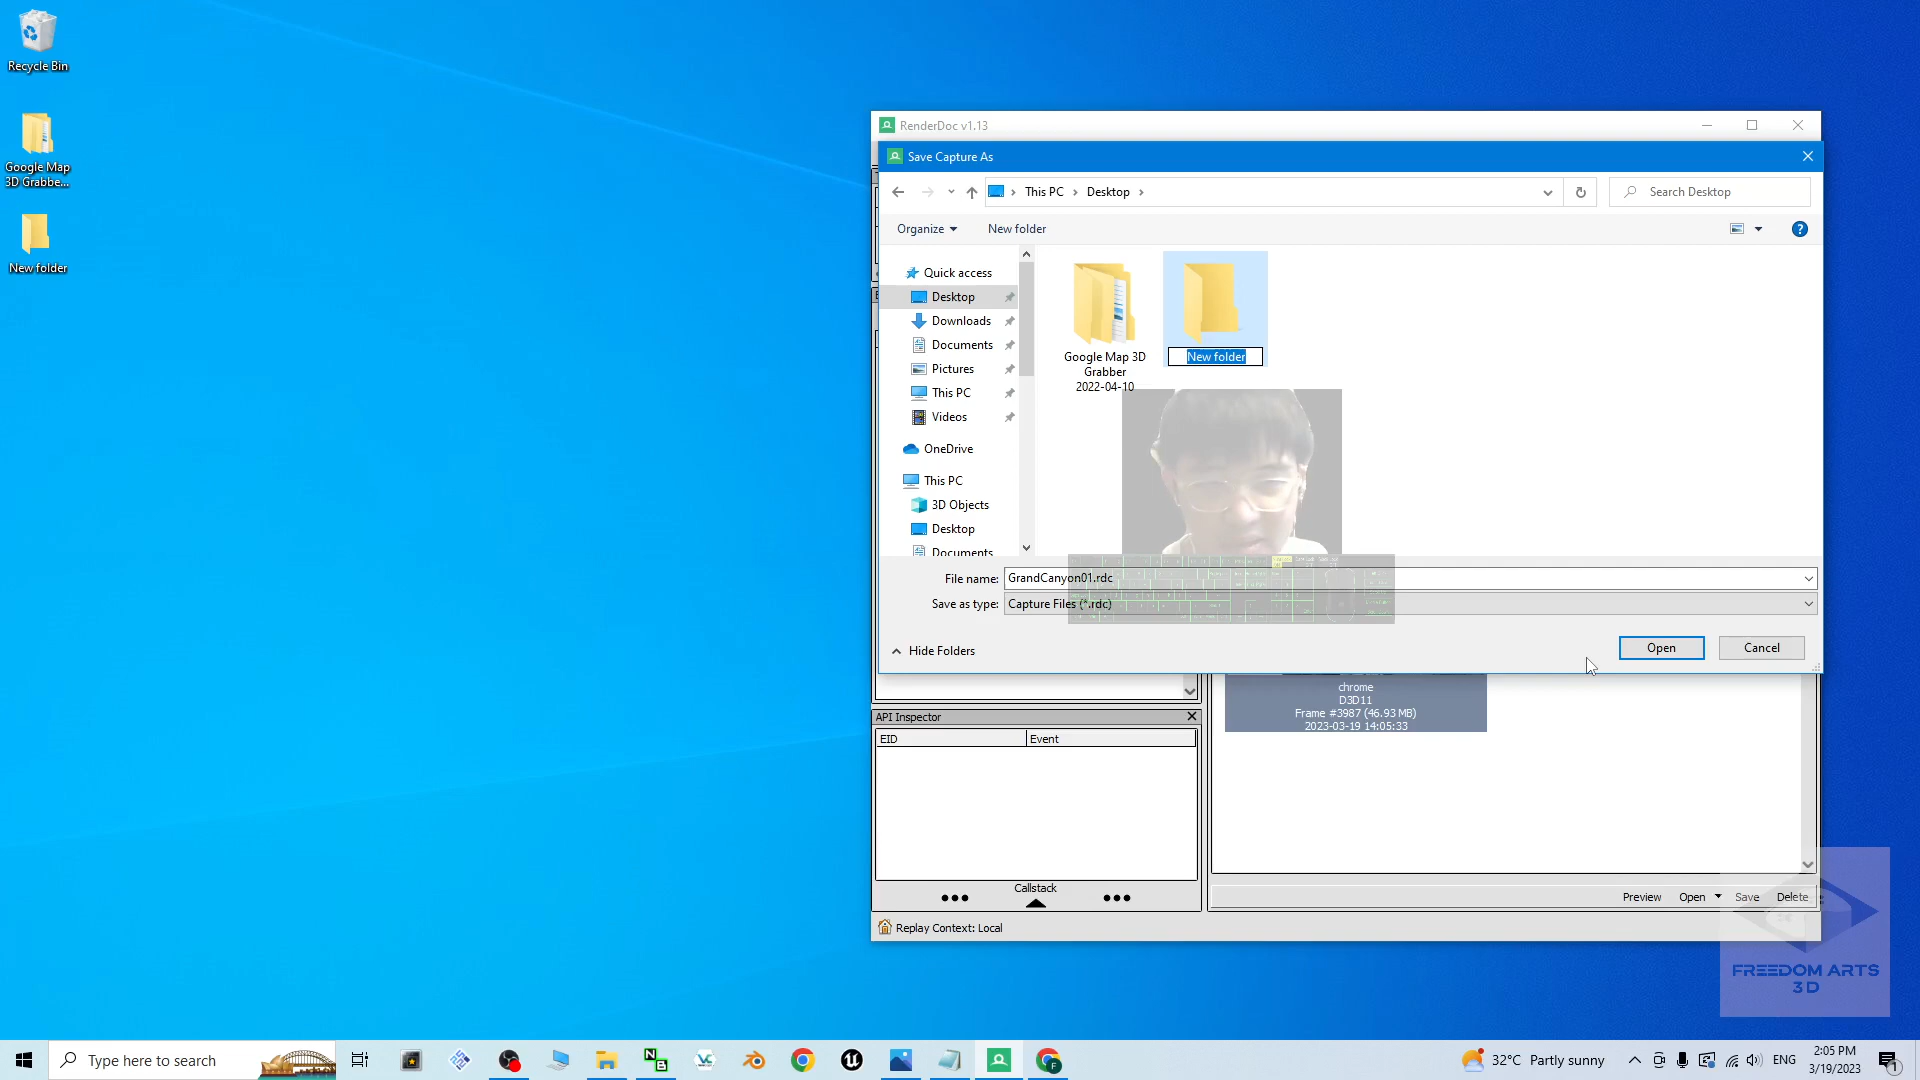 Recycle Bin
Google Map
3D Grabbe...
New folder
RenderDoc v1.13
Save Capture As
This PC
Desktop
Search Desktop
Organize
New folder
Quick access
Desktop
Downloads
Documents
Pictures
This PC
Videos
OneDrive
This PC
3D Objects
Desktop
Documents
Google Map 3D
Grabber
2022-04-10
New folder
File name: GrandCanyon01.rdc
Save as type: Capture Files (*.rdc)
Hide Folders
Open
Cancel
chrome
D3D11
Frame #3987 (46.93 MB)
2023-03-19 14:05:33
API Inspector
EID
Event
Callstack
Preview
Open
Save
Delete
Replay Context: Local
FREEDOM ARTS
3D
Type here to search
32°C Partly sunny
ENG
2:05 PM
3/19/2023